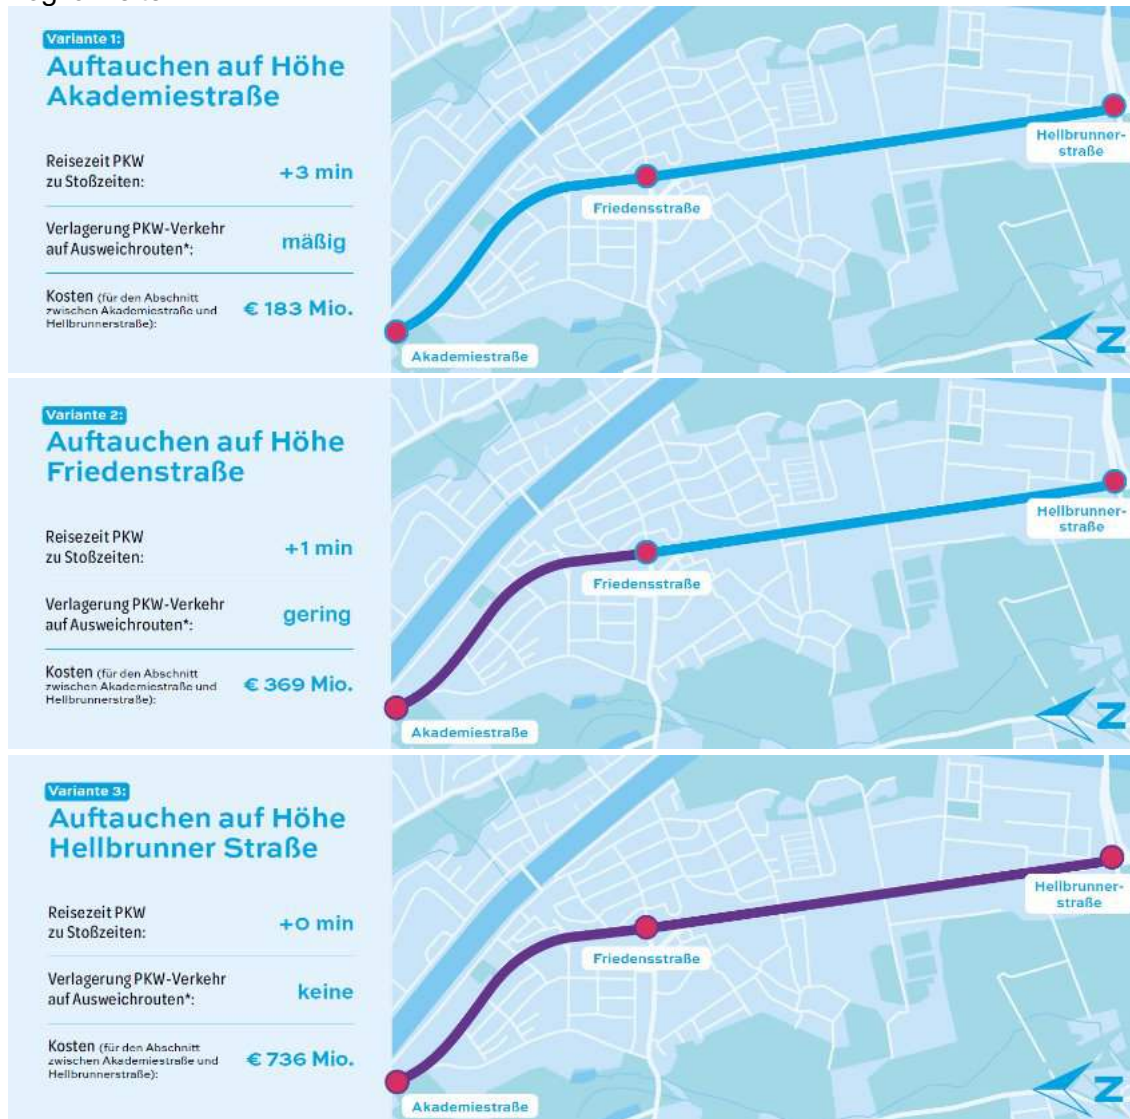 Variante 1:
Auftauchen auf Höhe
Akademiestraße
Reisezeit PKW
zu Stoßzeiten:
+3 min
Verlagerung PKW-Verkehr
auf Ausweichrouten*:
mäßig
Kosten (für den Abschnitt
zwischen Akademiestraße und
Hellbrunnerstraße):
€ 183 Mio.
Hellbrunner-
straße
Friedensstraße
Akademiestraße
N
Variante 2:
Auftauchen auf Höhe
Friedenstraße
Reisezeit PKW
zu Stoßzeiten:
+1 min
Verlagerung PKW-Verkehr
auf Ausweichrouten*:
gering
Kosten (für den Abschnitt
zwischen Akademiestraße und
Hellbrunnerstraße):
€ 369 Mio.
Hellbrunner-
straße
Friedensstraße
Akademiestraße
N
Variante 3:
Auftauchen auf Höhe
Hellbrunner Straße
Reisezeit PKW
zu Stoßzeiten:
+0 min
Verlagerung PKW-Verkehr
auf Ausweichrouten*:
keine
Kosten (für den Abschnitt
zwischen Akademiestraße und
Hellbrunnerstraße):
€ 736 Mio.
Hellbrunner-
straße
Friedensstraße
Akademiestraße
N